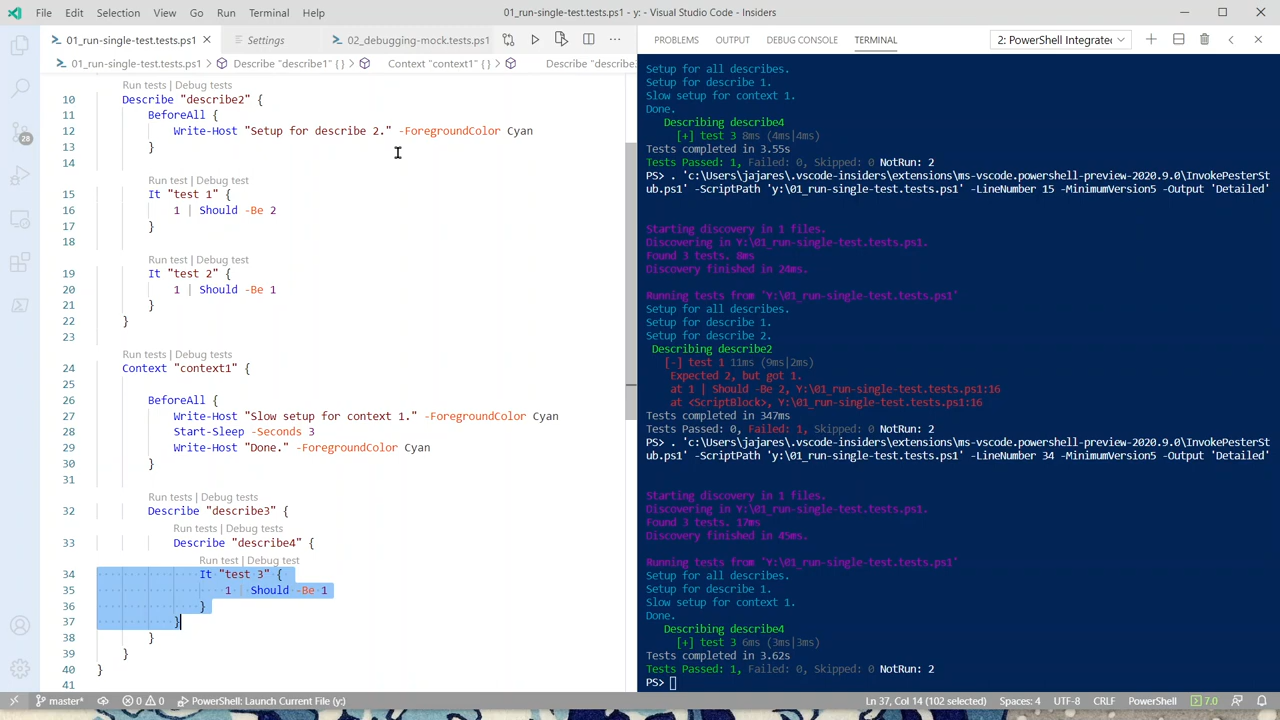 File Edit Selection ··· 01_run-single-test.tests.ps1 - y: - Visual Studio Code - Insiders
01_run-single-test.tests.ps1 Settings 02_debugging-mock.tests.ps1 ···
01_run-single-test.tests.ps1 > Describe "describe1" { } > Context "context1" { } > Describe "describe3
Run tests | Debug tests
10 Describe "describe2" {
11 BeforeAll {
12 Write-Host "Setup for describe 2." -ForegroundColor Cyan
13 }
14
Run test | Debug test
15 It "test 1" {
16 1 | Should -Be 2
17 }
18
Run test | Debug test
19 It "test 2" {
20 1 | Should -Be 1
21 }
22 }
23
Run tests | Debug tests
24 Context "context1" {
25
26 BeforeAll {
27 Write-Host "Slow setup for context 1." -ForegroundColor Cyan
28 Start-Sleep -Seconds 3
29 Write-Host "Done." -ForegroundColor Cyan
30 }
31
Run tests | Debug tests
32 Describe "describe3" {
Run tests | Debug tests
33 Describe "describe4" {
Run test | Debug test
34 It "test 3" {
35 1 | Should -Be 1
36 }
37 }
38 }
39 }
40 }
41
28
PROBLEMS OUTPUT DEBUG CONSOLE TERMINAL 2: PowerShell Integrate
Setup for all describes.
Setup for describe 1.
Slow setup for context 1.
Done.
Describing describe4
[+] test 3 8ms (4ms|4ms)
Tests completed in 3.55s
Tests Passed: 1, Failed: 0, Skipped: 0 NotRun: 2
PS> . 'c:\Users\jajares\.vscode-insiders\extensions\ms-vscode.powershell-preview-2020.9.0\InvokePesterSt
ub.ps1' -ScriptPath 'y:\01_run-single-test.tests.ps1' -LineNumber 15 -MinimumVersion5 -Output 'Detailed'
Starting discovery in 1 files.
Discovering in Y:\01_run-single-test.tests.ps1.
Found 3 tests. 8ms
Discovery finished in 24ms.
Running tests from 'Y:\01_run-single-test.tests.ps1'
Setup for all describes.
Setup for describe 1.
Setup for describe 2.
Describing describe2
[-] test 1 11ms (9ms|2ms)
Expected 2, but got 1.
at 1 | Should -Be 2, Y:\01_run-single-test.tests.ps1:16
at <ScriptBlock>, Y:\01_run-single-test.tests.ps1:16
Tests completed in 347ms
Tests Passed: 0, Failed: 1, Skipped: 0 NotRun: 2
PS> . 'c:\Users\jajares\.vscode-insiders\extensions\ms-vscode.powershell-preview-2020.9.0\InvokePesterSt
ub.ps1' -ScriptPath 'y:\01_run-single-test.tests.ps1' -LineNumber 34 -MinimumVersion5 -Output 'Detailed'
Starting discovery in 1 files.
Discovering in Y:\01_run-single-test.tests.ps1.
Found 3 tests. 17ms
Discovery finished in 45ms.
Running tests from 'Y:\01_run-single-test.tests.ps1'
Setup for all describes.
Setup for describe 1.
Slow setup for context 1.
Done.
Describing describe4
[+] test 3 6ms (3ms|3ms)
Tests completed in 3.62s
Tests Passed: 1, Failed: 0, Skipped: 0 NotRun: 2
PS>
master* 0 0 PowerShell: Launch Current File (y:) Ln 37, Col 14 (102 selected) Spaces: 4 UTF-8 CRLF PowerShell 7.0